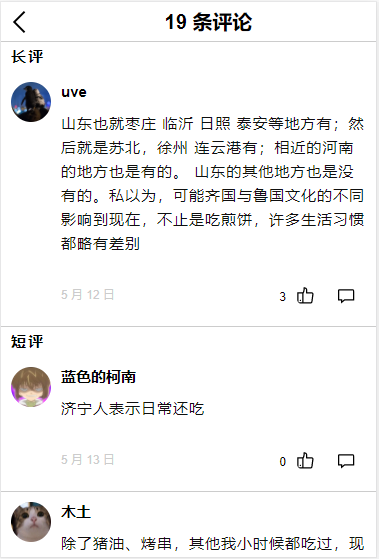 19 条评论
长评
uve
山东也就枣庄 临沂 日照 泰安等地方有；然
后就是苏北，徐州 连云港有；相近的河南
的地方也是有的。 山东的其他地方也是没
有的。私以为，可能齐国与鲁国文化的不同
影响到现在，不止是吃煎饼，许多生活习惯
都略有差别
5 月 12 日
3
短评
蓝色的柯南
济宁人表示日常还吃
5 月 13 日
0
木土
除了猪油、烤串，其他我小时候都吃过，现